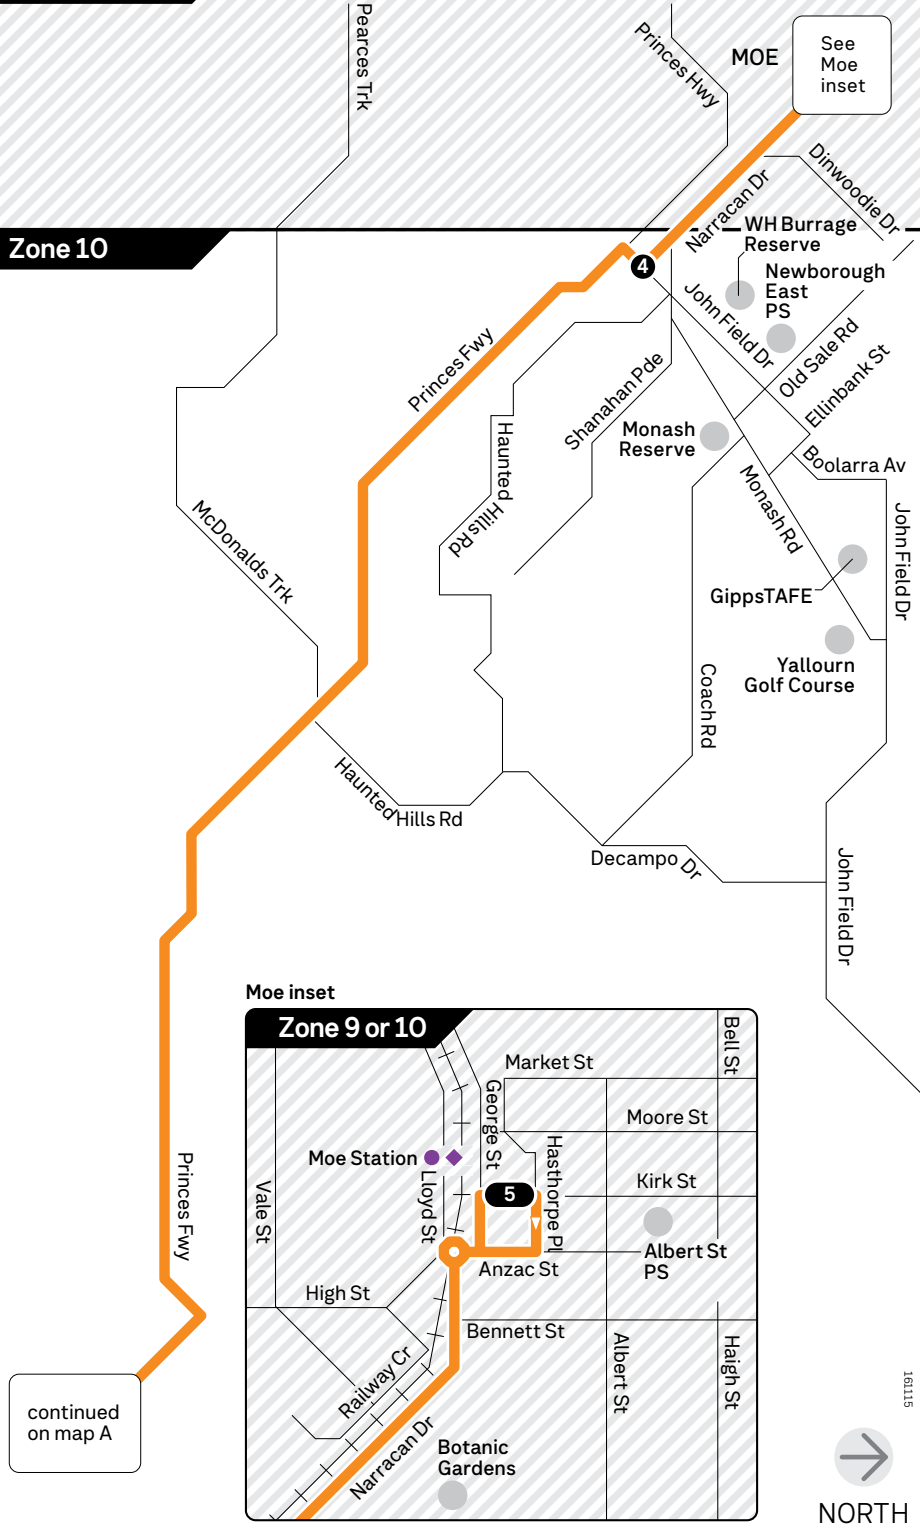 Pearces Trk
Princes Hwy
MOE
See
Moe
inset
Dinwoodie Dr
Narracan Dr
Zone 10
WH Burrage
Reserve
4
Newborough
East
PS
John Field Dr
Old Sale Rd
Princes Fwy
Ellinbank St
Shanahan Pde
Haunted
Hills Rd
Monash
Reserve
Boolarra Av
Monash Rd
McDonalds Trk
John Field Dr
GippsTAFE
Yallourn
Golf Course
Coach Rd
Haunted
Hills Rd
Decampo Dr
John Field Dr
Moe inset
Zone 9 or 10
Bell St
Market St
George St
Moore St
Hasthorpe Pl
Moe Station
Lloyd St
Princes Fwy
Vale St
Kirk St
5
Albert St
PS
Anzac St
High St
Bennett St
Albert St
Haigh St
Railway Cr
Narracan Dr
continued
on map A
Botanic
Gardens
161115
NORTH